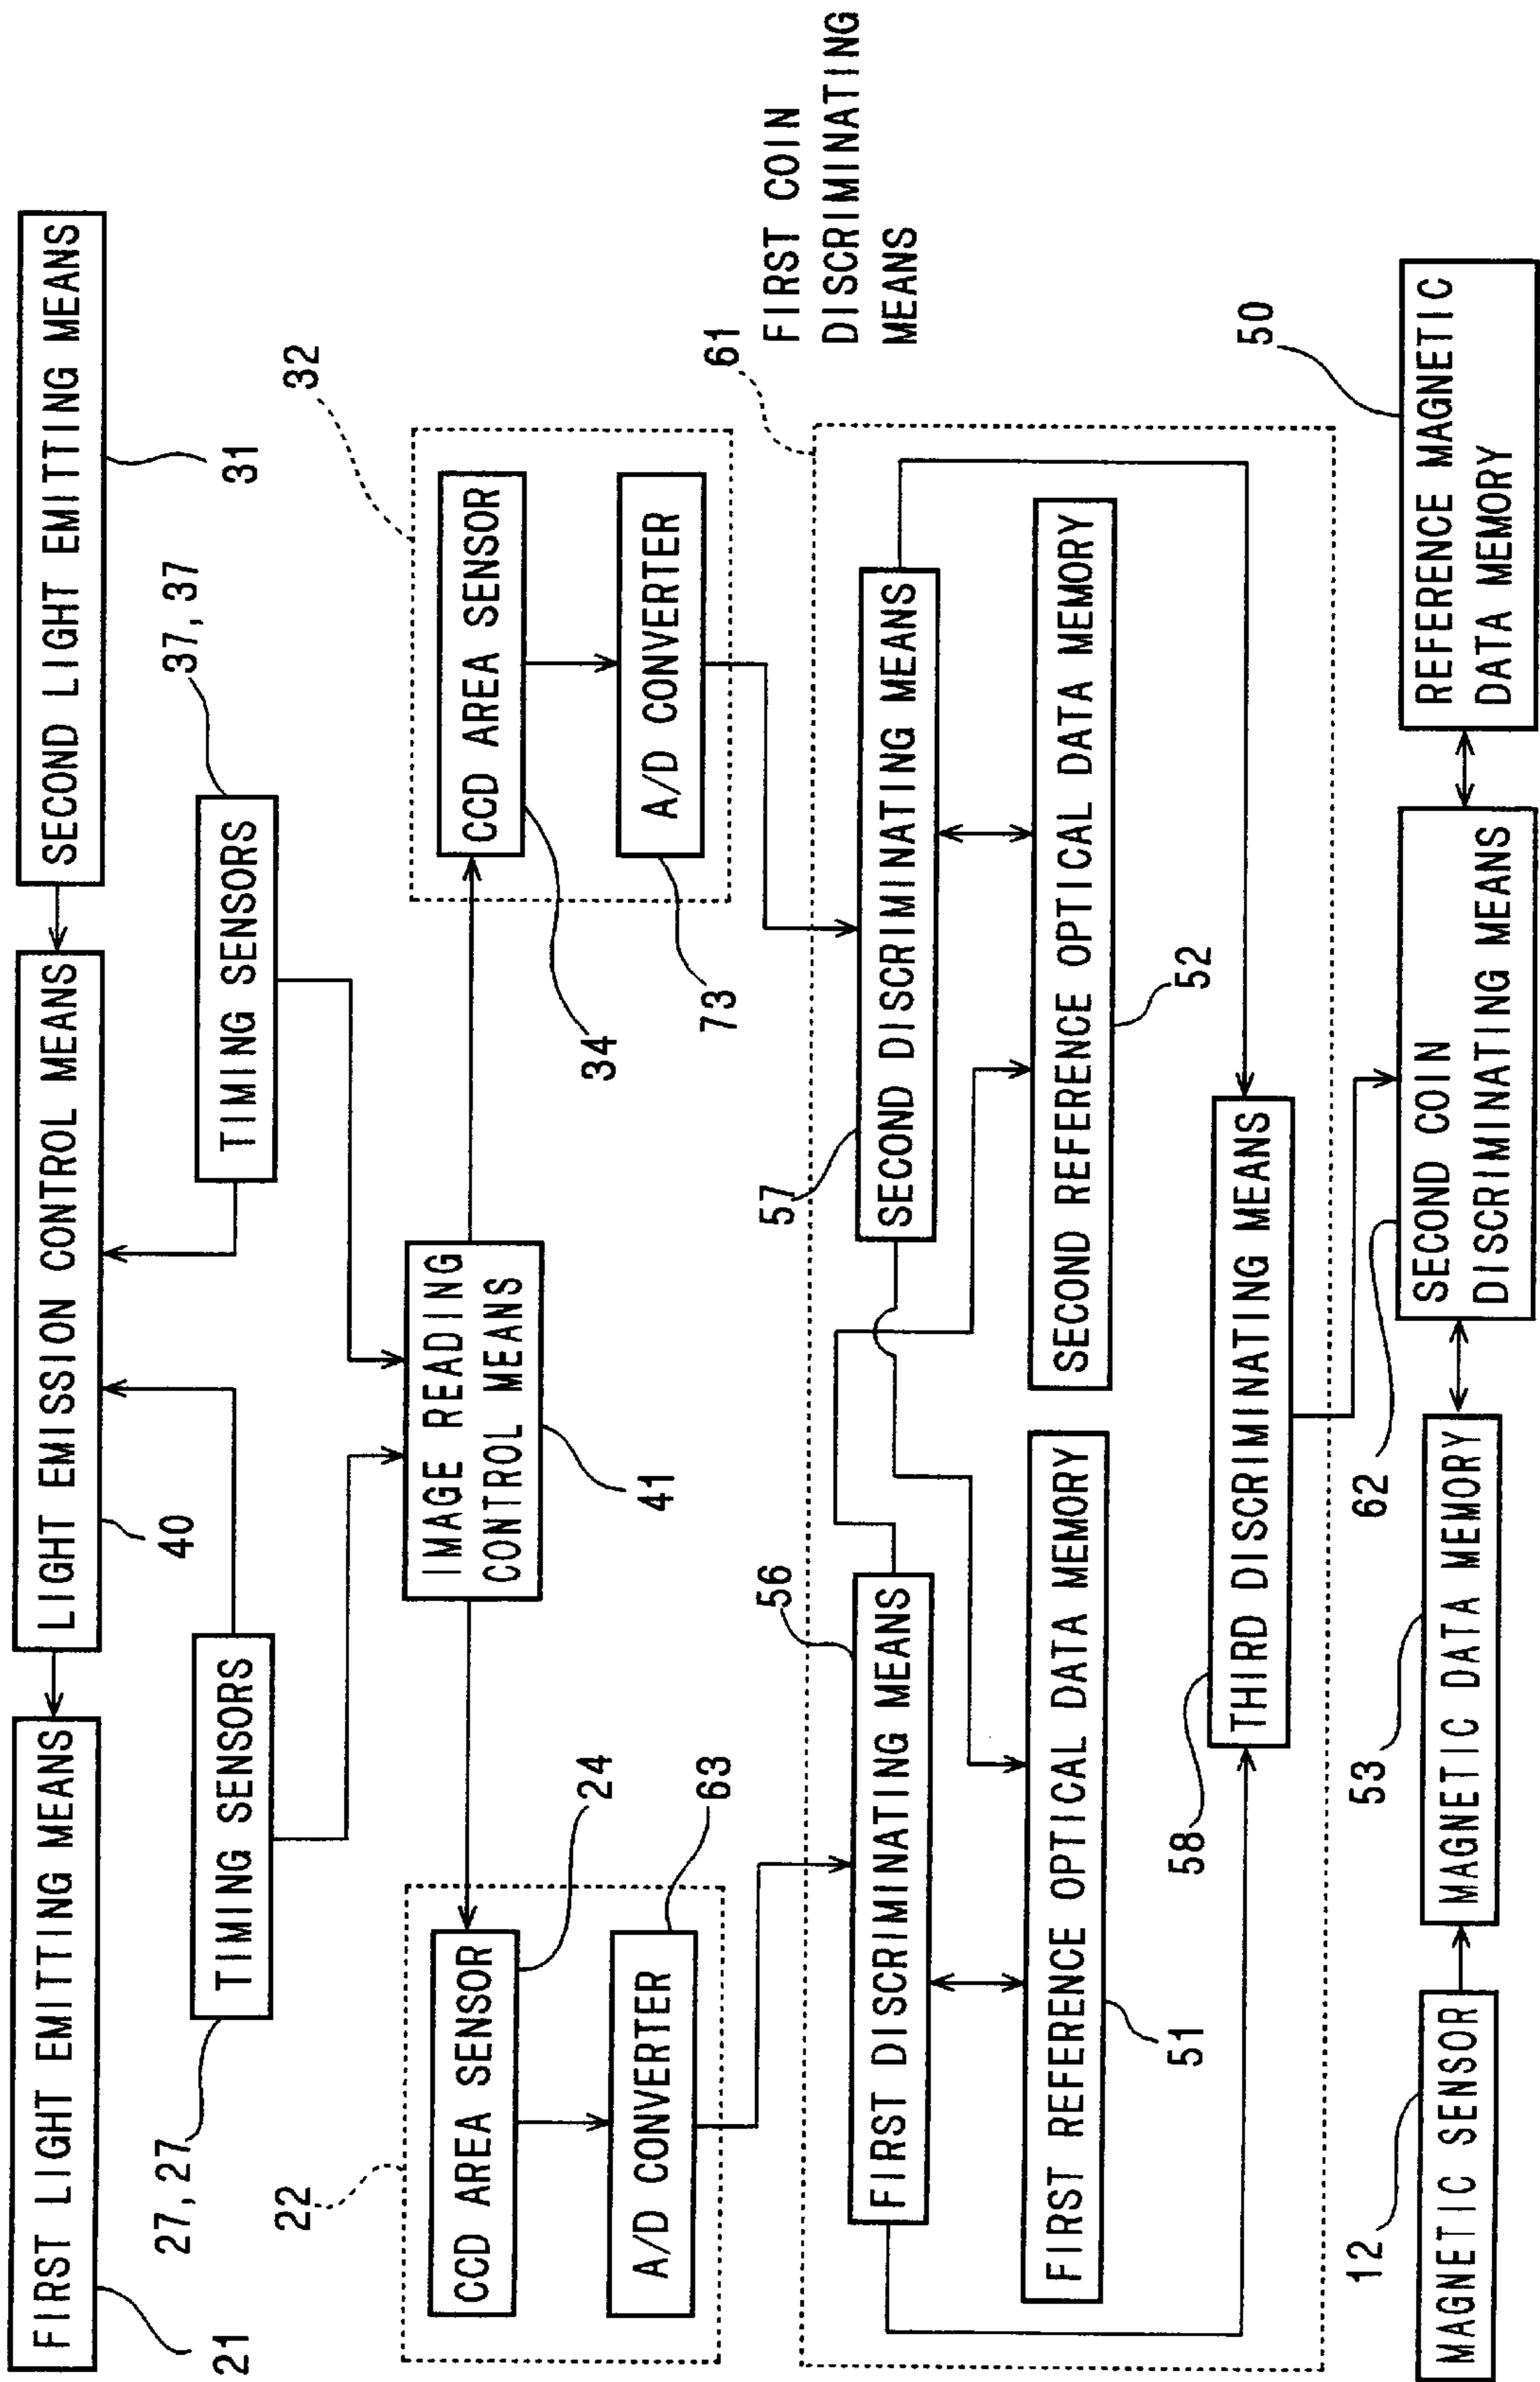 FIRST LIGHT EMITTING MEANS
LIGHT EMISSION CONTROL MEANS
SECOND LIGHT EMITTING MEANS
21
40
31
27, 27
TIMING SENSORS
TIMING SENSORS
37, 37
22
24
CCD AREA SENSOR
63
A/D CONVERTER
IMAGE READING
CONTROL MEANS
41
32
CCD AREA SENSOR
34
A/D CONVERTER
73
61
FIRST COIN
DISCRIMINATING
MEANS
56
FIRST DISCRIMINATING MEANS
57
SECOND DISCRIMINATING MEANS
FIRST REFERENCE OPTICAL DATA MEMORY
51
SECOND REFERENCE OPTICAL DATA MEMORY
52
58
THIRD DISCRIMINATING MEANS
12
MAGNETIC SENSOR
53
MAGNETIC DATA MEMORY
62
SECOND COIN
DISCRIMINATING MEANS
50
REFERENCE MAGNETIC
DATA MEMORY